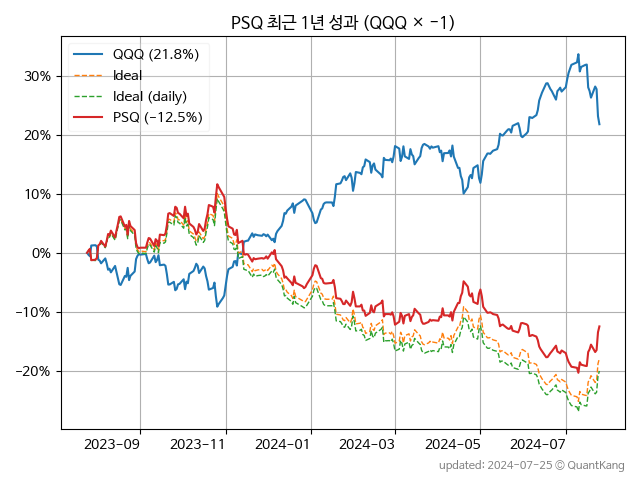 PSQ 최근 1년 성과 (QQQ × −1)
QQQ (21.8%)
Ideal
Ideal (daily)
PSQ (−12.5%)
30%
20%
10%
0%
−10%
−20%
2023−09 2023−11 2024−01 2024−03 2024−05 2024−07
updated: 2024−07−25 ⓒ QuantKang